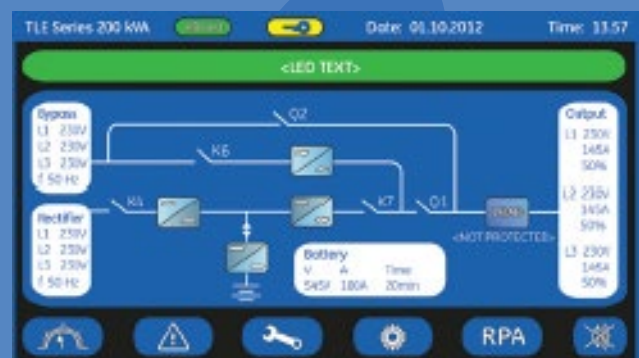 TLE Series 200 kVA
Date: 01.10.2012
Time: 13:57
<LED TEXT>
Bypass
L1 230V
L2 230V
L3 230V
f 50 Hz
Q2
K6
Output
L1 230V
145A
50%
L2 230V
145A
50%
L3 230V
145A
50%
Rectifier
L1 230V
L2 230V
L3 230V
f 50 Hz
K4
K7
Q1
<NOT PROTECTED>
Battery
V A Time
545V 100A 20min
RPA